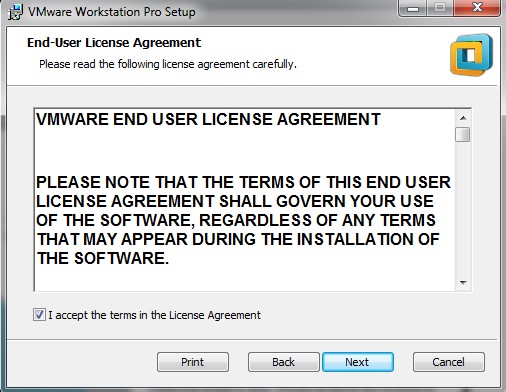 VMware Workstation Pro Setup
End-User License Agreement
Please read the following license agreement carefully.
VMWARE END USER LICENSE AGREEMENT
PLEASE NOTE THAT THE TERMS OF THIS END USER
LICENSE AGREEMENT SHALL GOVERN YOUR USE
OF THE SOFTWARE, REGARDLESS OF ANY TERMS
THAT MAY APPEAR DURING THE INSTALLATION OF
THE SOFTWARE.
I accept the terms in the License Agreement
Print Back Next Cancel